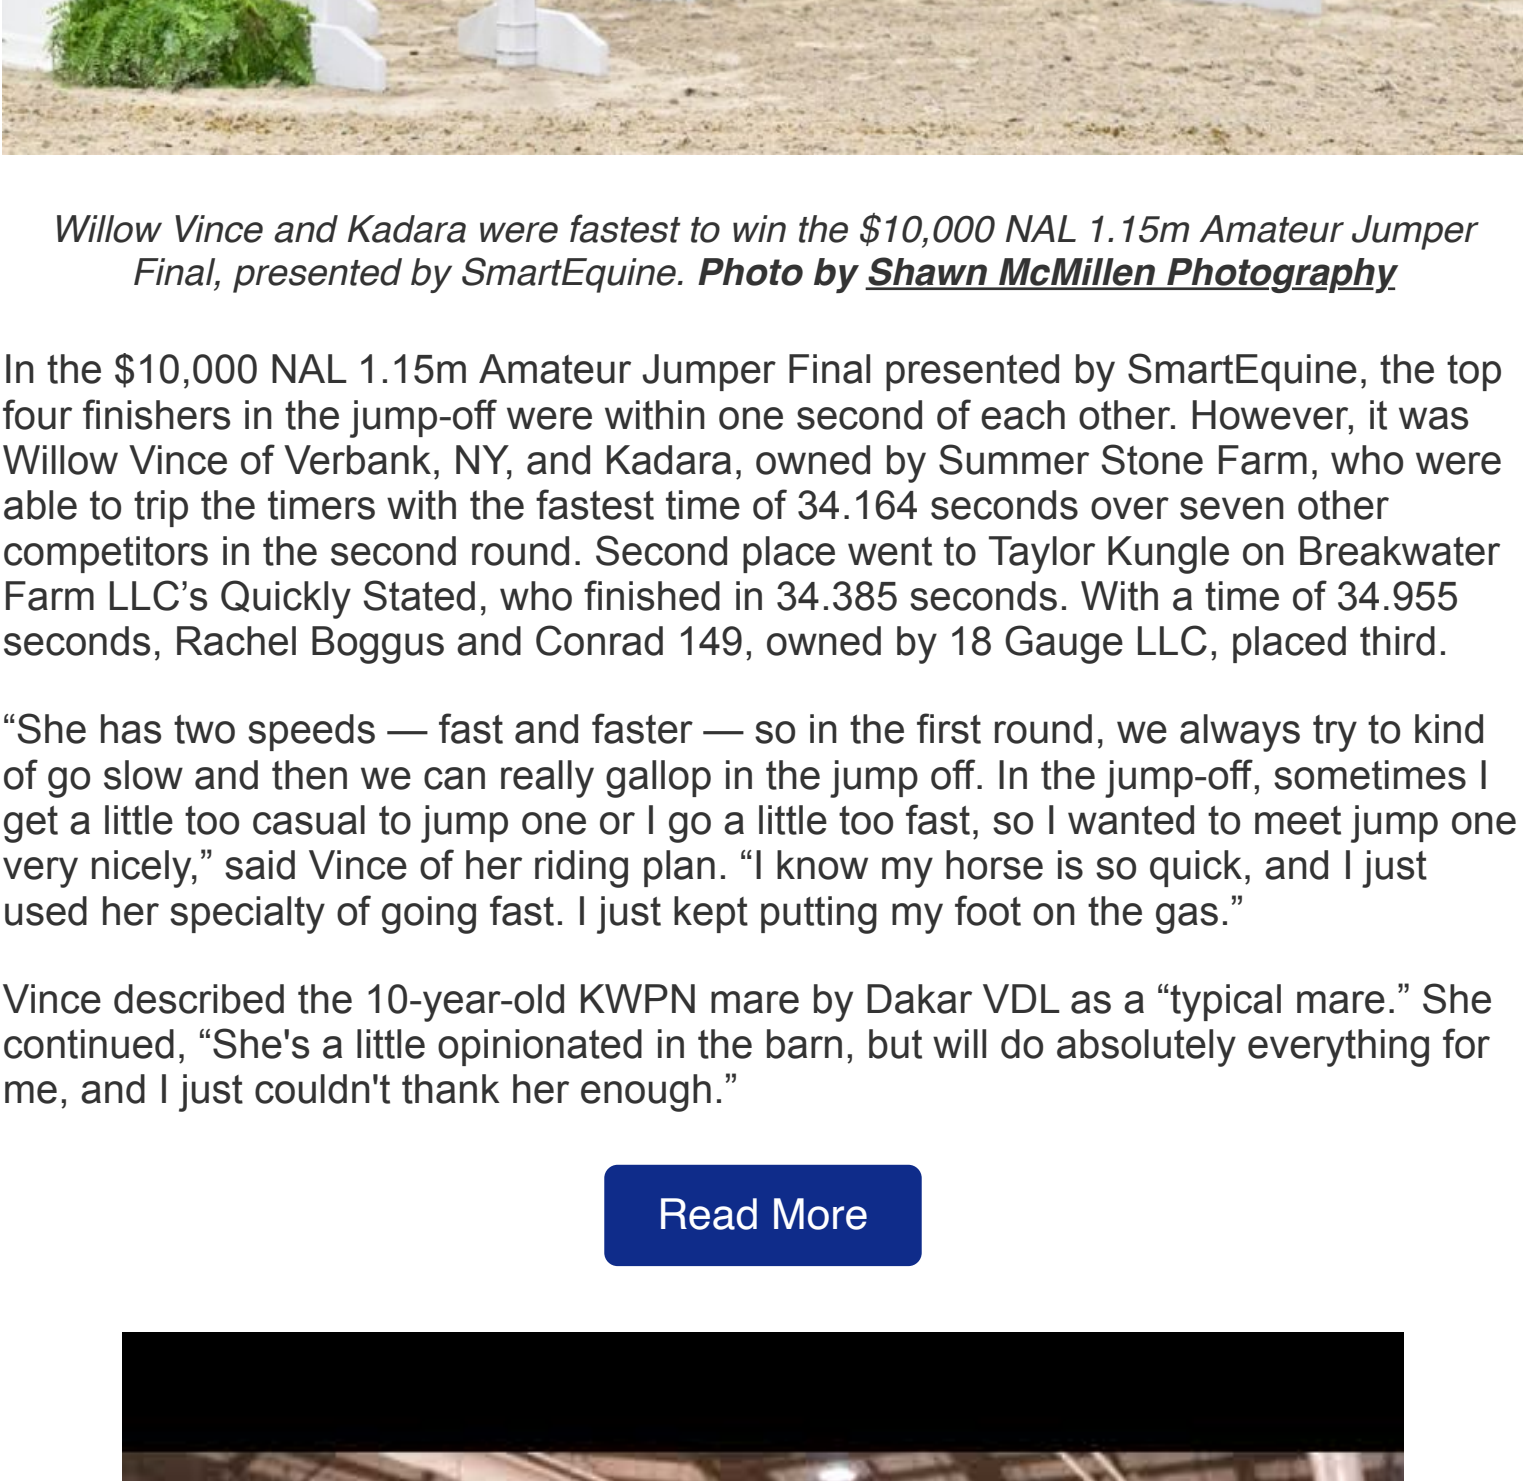 Willow Vince and Kadara were fastest to win the $10,000 NAL 1.15m Amateur Jumper
Final, presented by SmartEquine. Photo by Shawn McMillen Photography
In the $10,000 NAL 1.15m Amateur Jumper Final presented by SmartEquine, the top
four finishers in the jump-off were within one second of each other. However, it was
Willow Vince of Verbank, NY, and Kadara, owned by Summer Stone Farm, who were
able to trip the timers with the fastest time of 34.164 seconds over seven other
competitors in the second round. Second place went to Taylor Kungle on Breakwater
Farm LLC’s Quickly Stated, who finished in 34.385 seconds. With a time of 34.955
seconds, Rachel Boggus and Conrad 149, owned by 18 Gauge LLC, placed third.
“She has two speeds — fast and faster — so in the first round, we always try to kind
of go slow and then we can really gallop in the jump off. In the jump-off, sometimes I
get a little too casual to jump one or I go a little too fast, so I wanted to meet jump one
very nicely,” said Vince of her riding plan. “I know my horse is so quick, and I just
used her specialty of going fast. I just kept putting my foot on the gas.”
Vince described the 10-year-old KWPN mare by Dakar VDL as a “typical mare.” She
continued, “She's a little opinionated in the barn, but will do absolutely everything for
me, and I just couldn't thank her enough.”
Read More